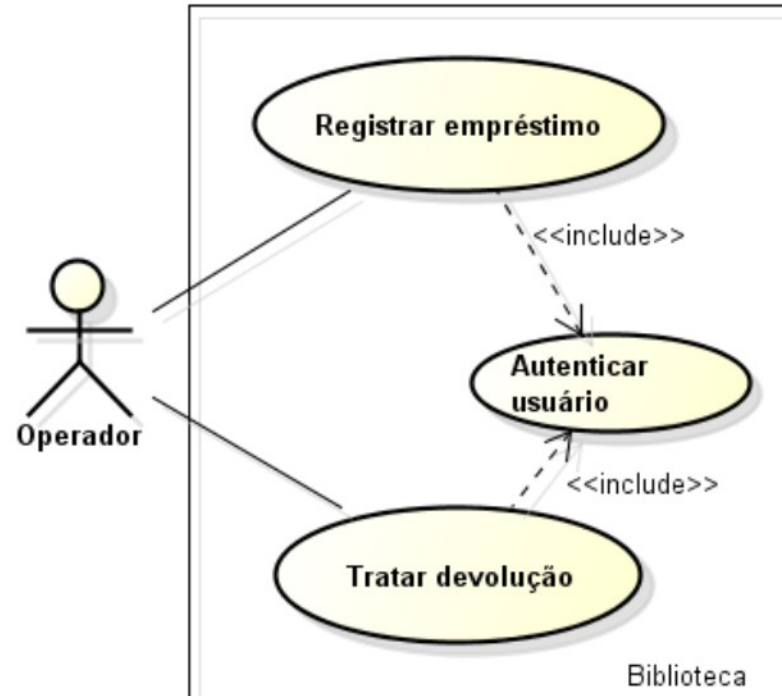 Registrar empréstimo
<<include>>
Autenticar
usuário
Operador
<<include>>
Tratar devolução
Biblioteca